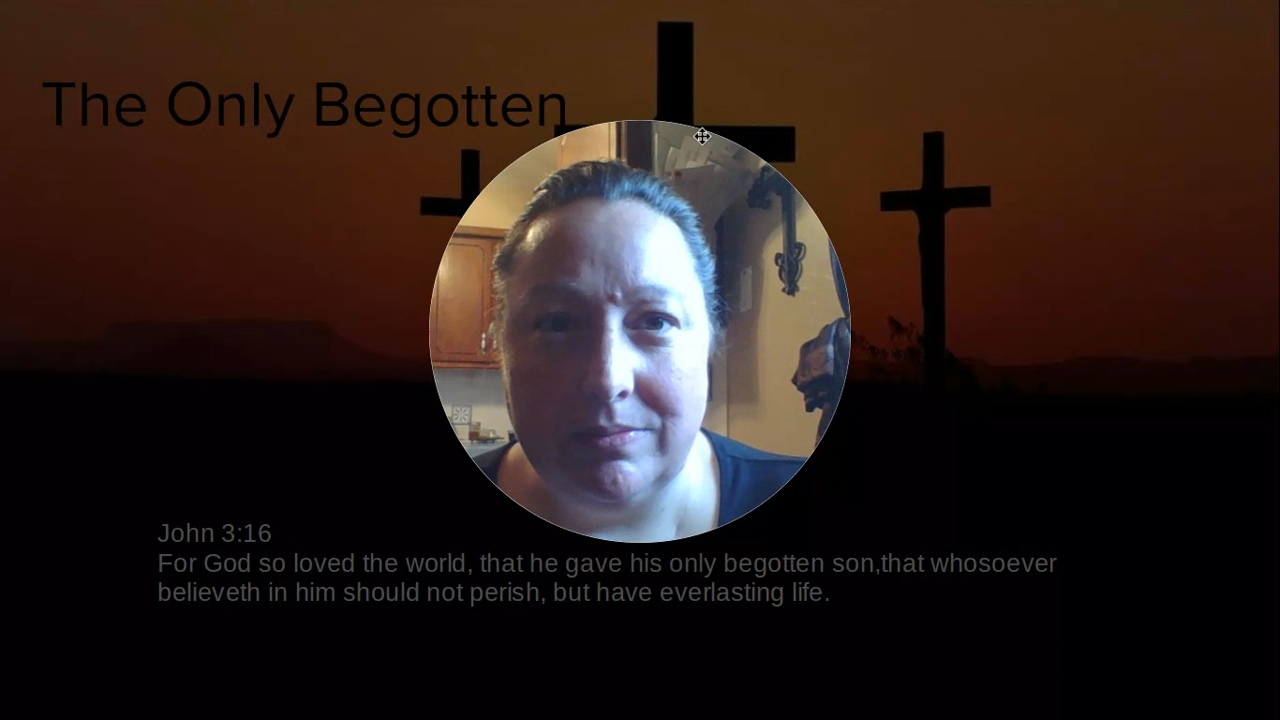 The Only Begotten
John 3:16
For God so loved the world, that he gave his only begotten son,that whosoever
believeth in him should not perish, but have everlasting life.